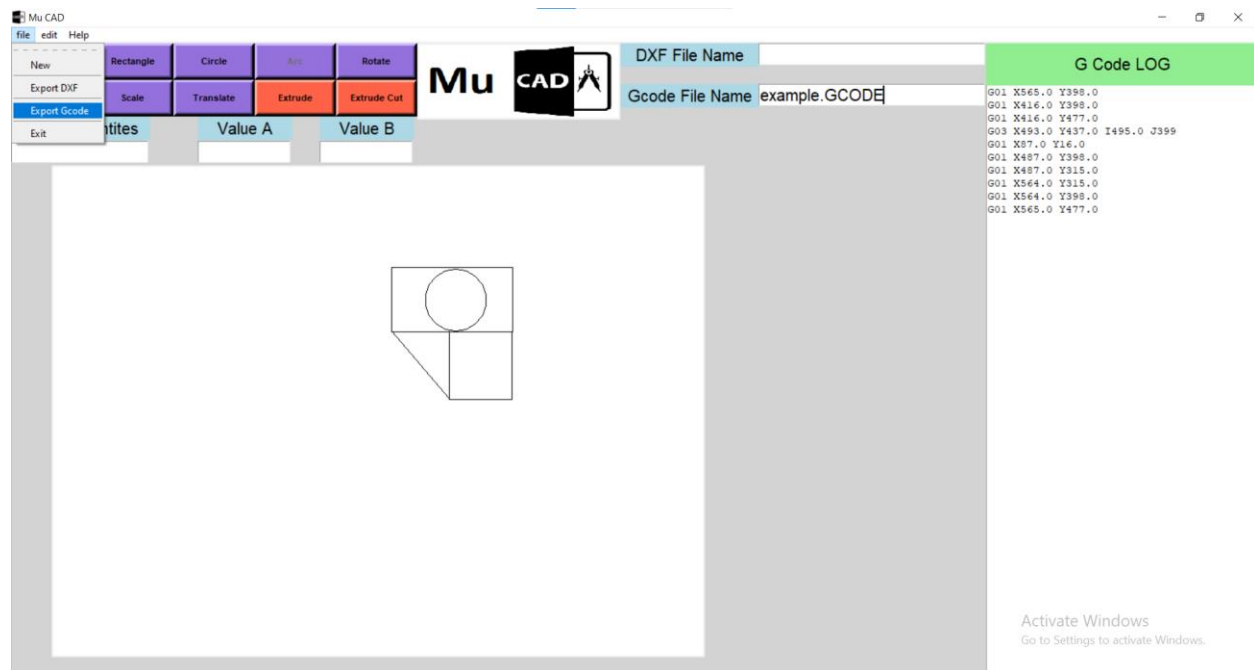 Mu CAD
file edit Help
New
Export DXF
Export Gcode
Exit
Rectangle Circle Arc Rotate
Scale Translate Extrude Extrude Cut
Mu CAD
DXF File Name
Gcode File Name example.GCODE
ntites Value A Value B
G Code LOG
G01 X565.0 Y398.0
G01 X416.0 Y398.0
G01 X416.0 Y477.0
G03 X493.0 Y437.0 I495.0 J399
G01 X87.0 Y16.0
G01 X487.0 Y398.0
G01 X487.0 Y315.0
G01 X564.0 Y315.0
G01 X564.0 Y398.0
G01 X565.0 Y477.0
Activate Windows
Go to Settings to activate Windows.